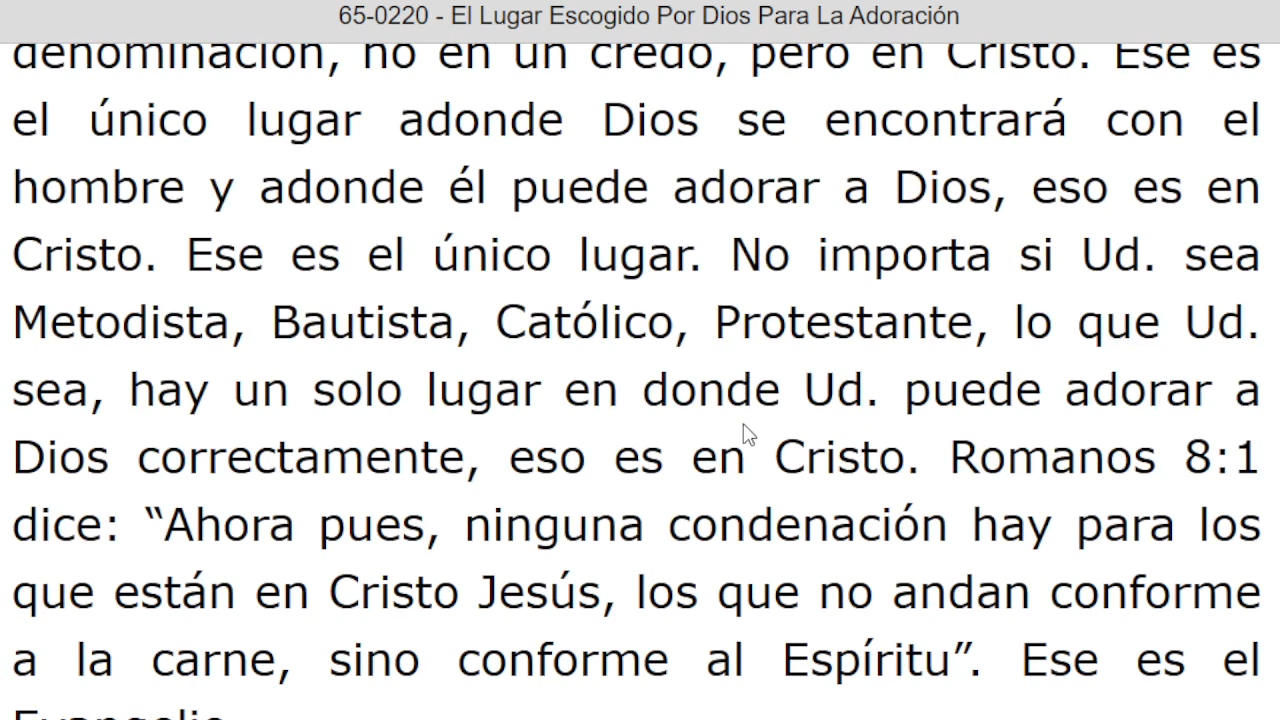 65-0220 - El Lugar Escogido Por Dios Para La Adoración
denominación, no en un credo, pero en Cristo. Ese es
el único lugar adonde Dios se encontrará con el
hombre y adonde él puede adorar a Dios, eso es en
Cristo. Ese es el único lugar. No importa si Ud. sea
Metodista, Bautista, Católico, Protestante, lo que Ud.
sea, hay un solo lugar en donde Ud. puede adorar a
Dios correctamente, eso es en Cristo. Romanos 8:1
dice: “Ahora pues, ninguna condenación hay para los
que están en Cristo Jesús, los que no andan conforme
a la carne, sino conforme al Espíritu”. Ese es el
Evangelio